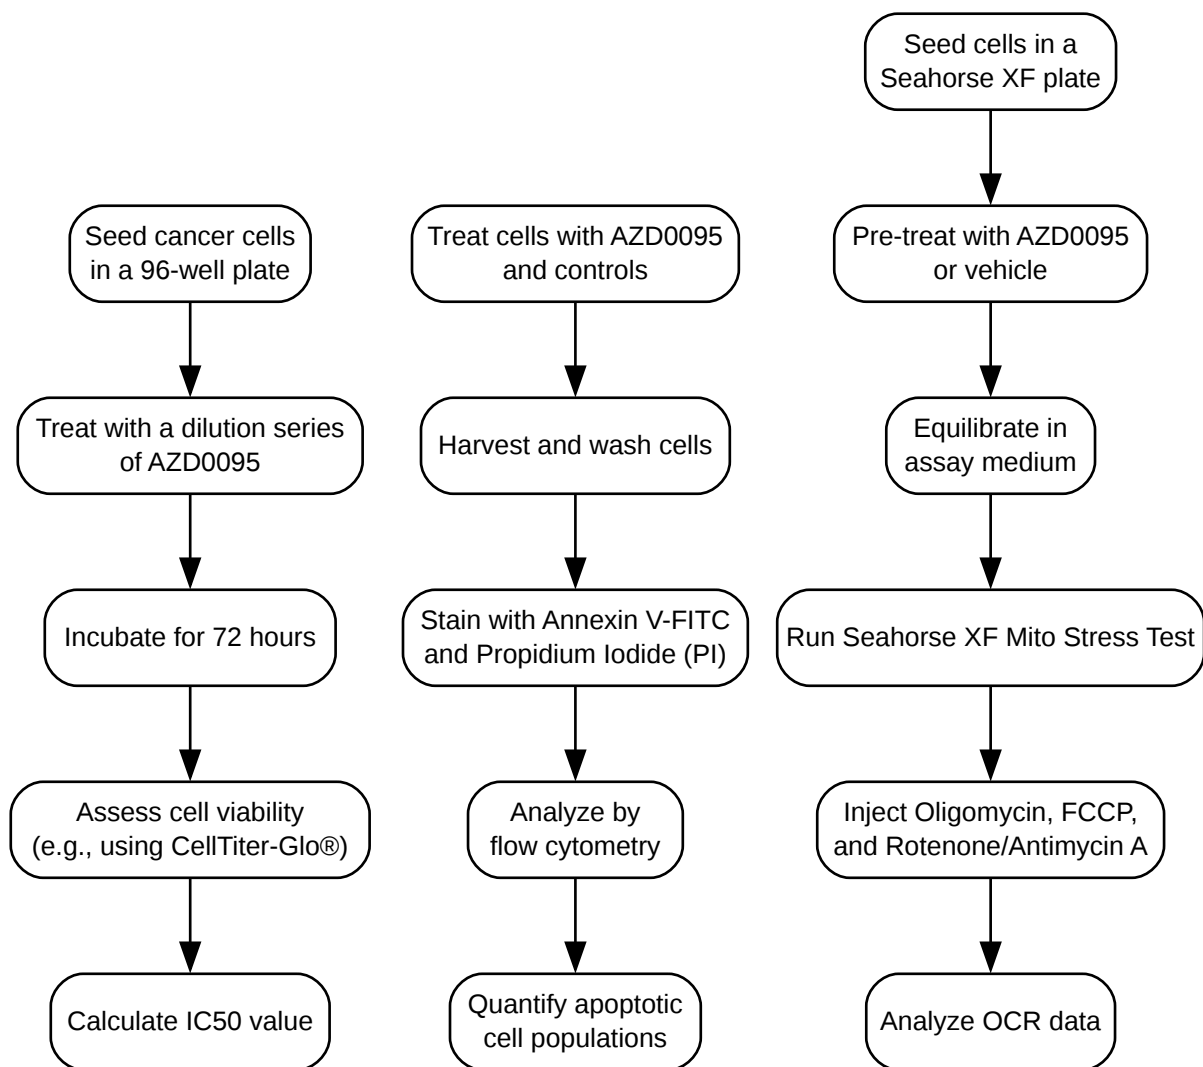 Seed cancer cells
in a 96-well plate
Treat with a dilution series
of AZD0095
Incubate for 72 hours
Assess cell viability
(e.g., using CellTiter-Glo®)
Calculate IC50 value
Treat cells with AZD0095
and controls
Harvest and wash cells
Stain with Annexin V-FITC
and Propidium Iodide (PI)
Analyze by
flow cytometry
Quantify apoptotic
cell populations
Seed cells in a
Seahorse XF plate
Pre-treat with AZD0095
or vehicle
Equilibrate in
assay medium
Run Seahorse XF Mito Stress Test
Inject Oligomycin, FCCP,
and Rotenone/Antimycin A
Analyze OCR data